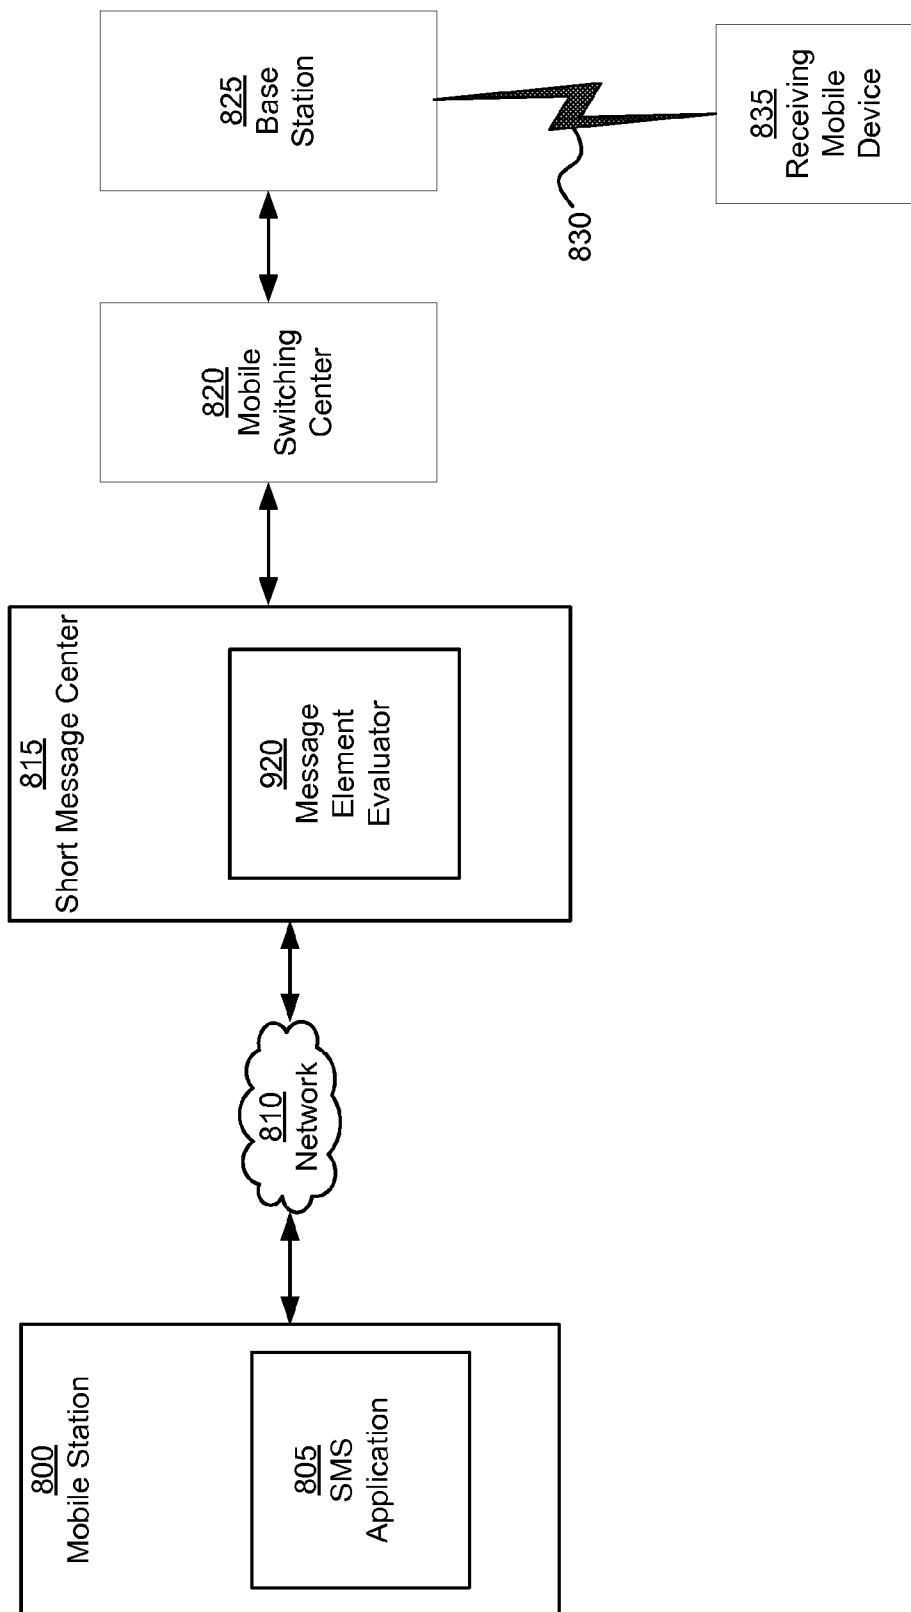 800
Mobile Station
805
SMS
Application
810
Network
815
Short Message Center
920
Message
Element
Evaluator
820
Mobile
Switching
Center
825
Base
Station
830
835
Receiving
Mobile
Device